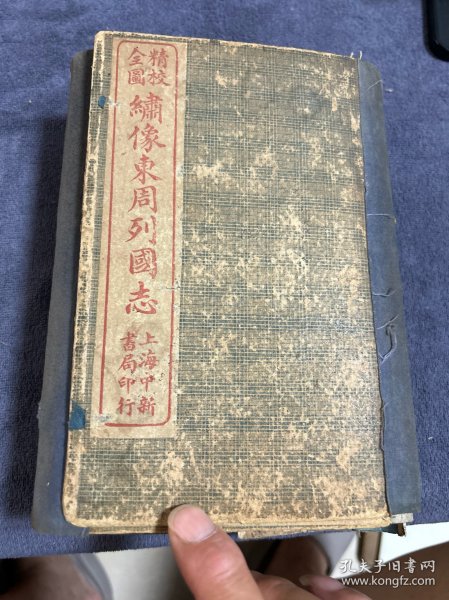 精校
全圖
繡像東周列國志
上海中新
書局印行
孔夫子旧书网
www.kongfz.com